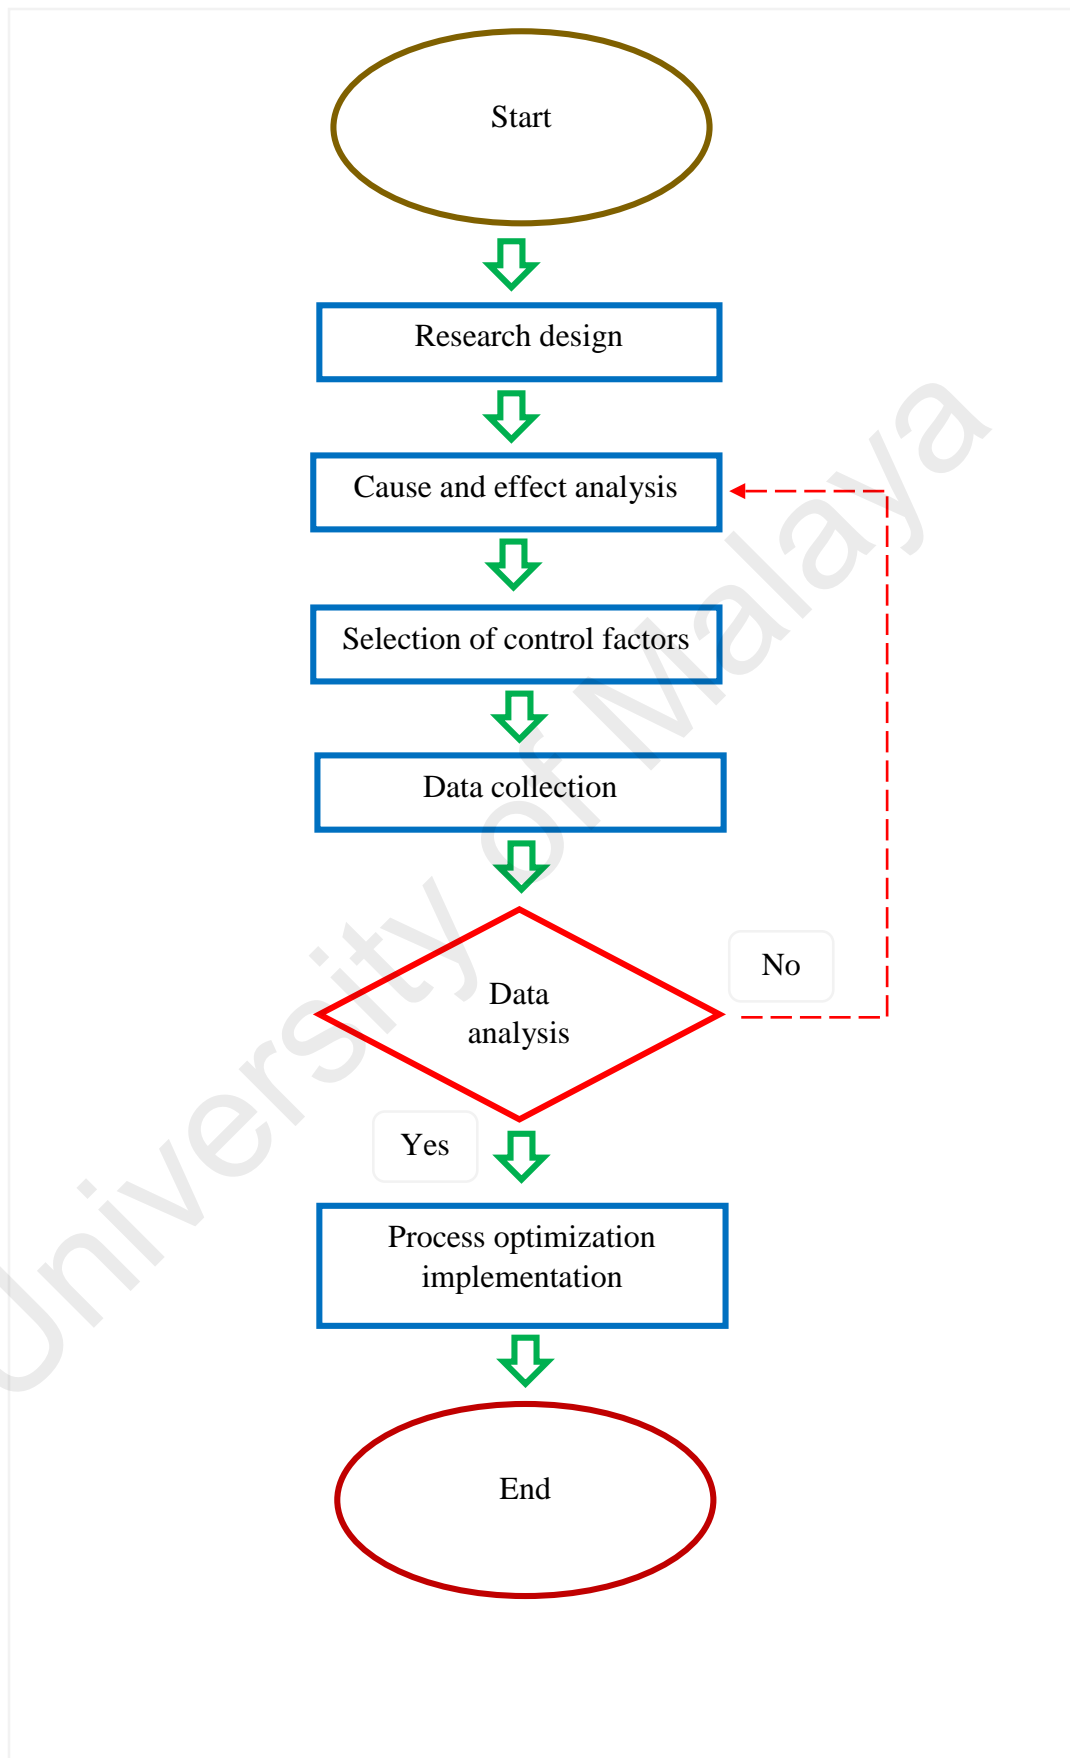 Start
Research design
Cause and effect analysis
Selection of control factors
Data collection
Data
analysis
No
Yes
Process optimization
implementation
End
University of Malaya